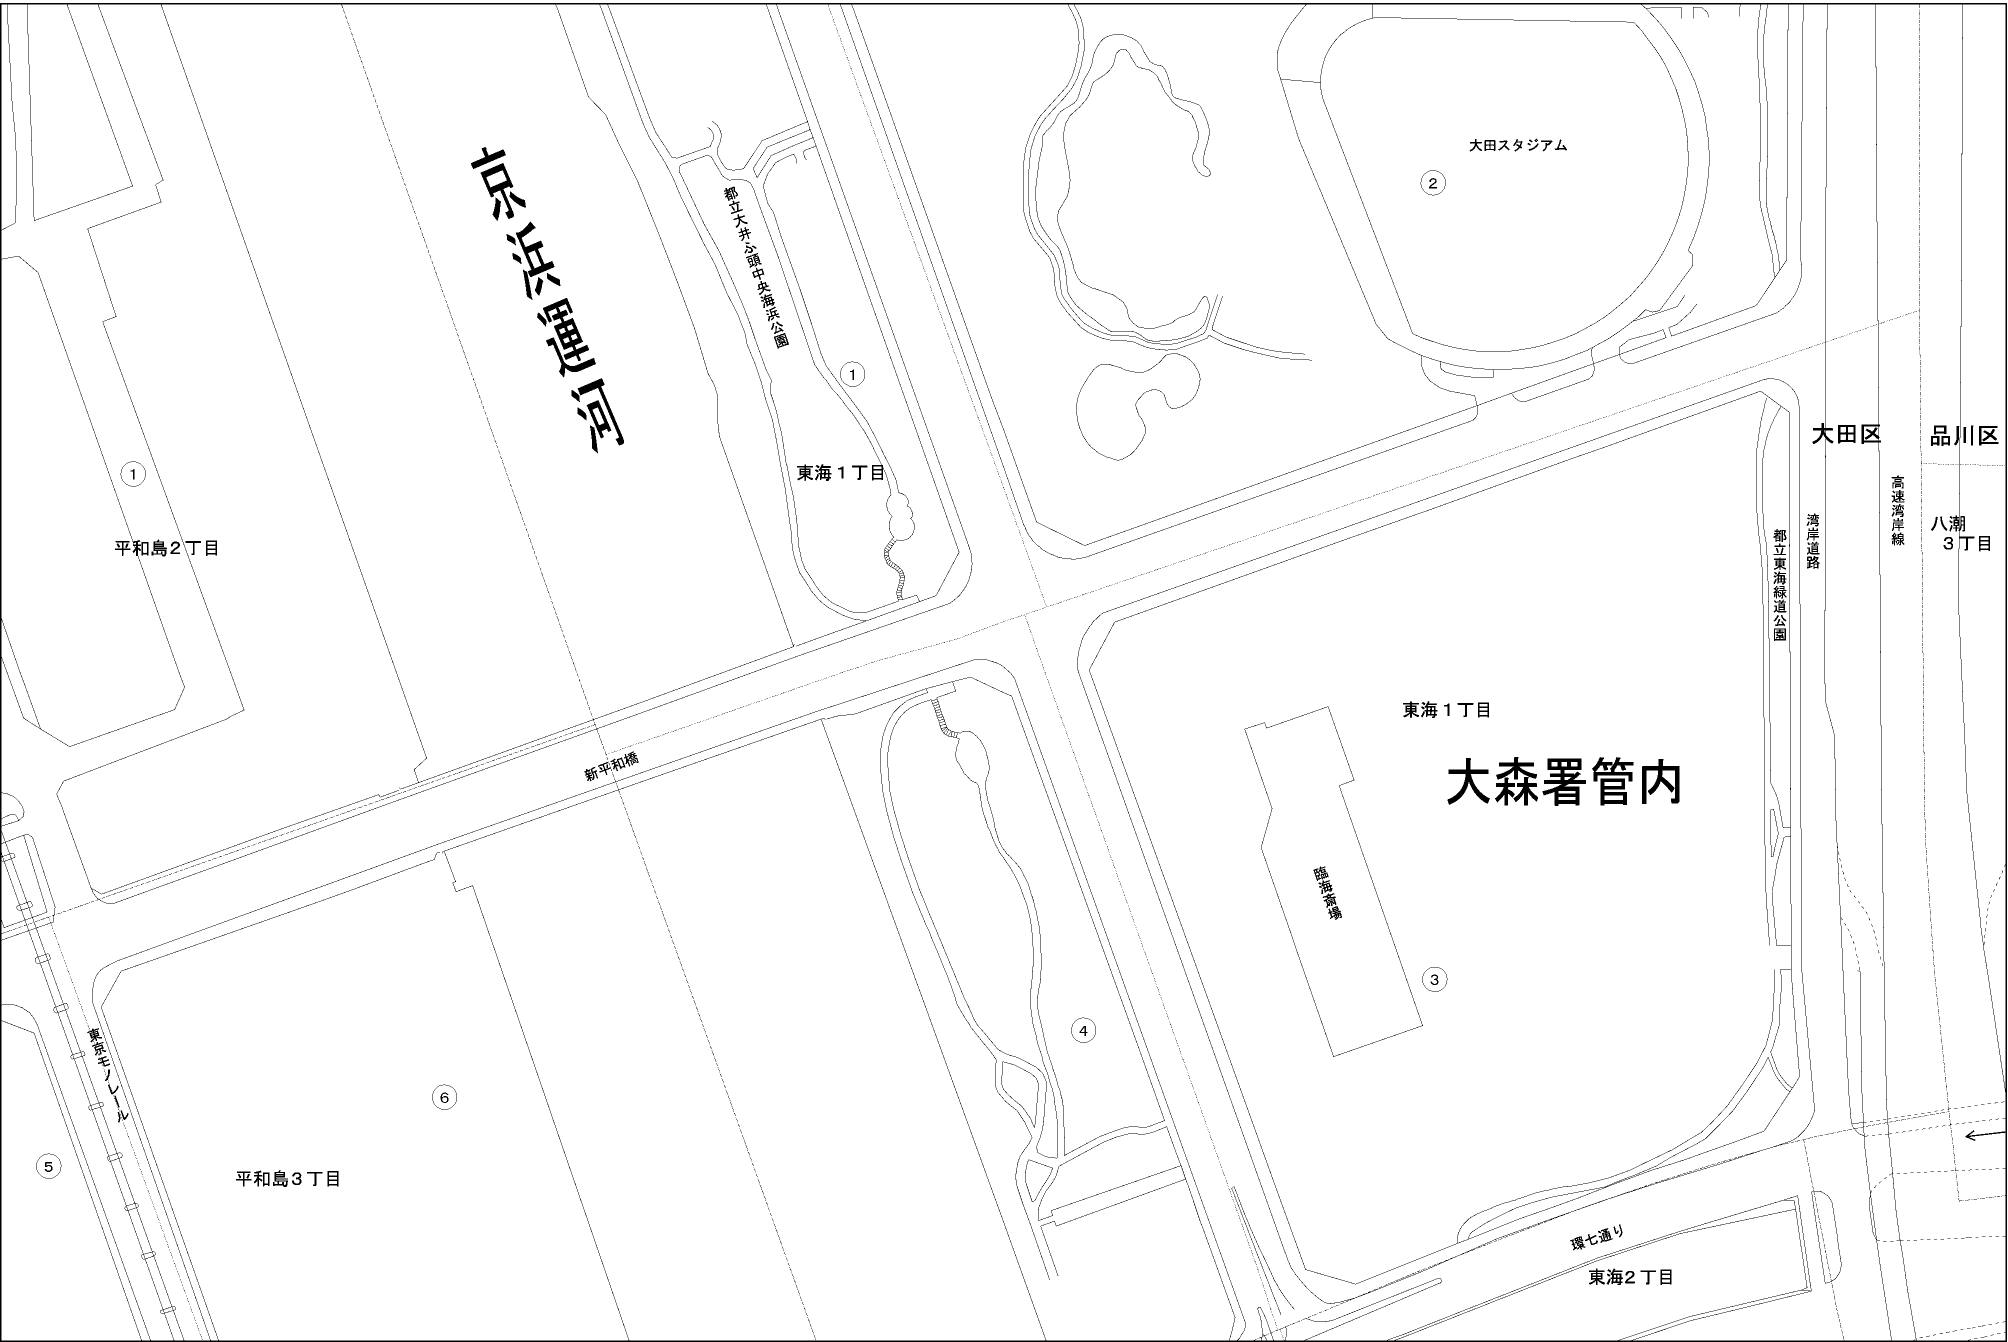 大田スタジアム
②
京浜運河
都立大井ふ頭中央海浜公園
①
大田区
品川区
東海１丁目
①
高速湾岸線
湾岸道路
八潮
３丁目
平和島２丁目
都立東海緑道公園
東海１丁目
新平和橋
大森署管内
臨海斎場
③
④
東京モノレール
⑥
⑤
平和島３丁目
環七通り
東海２丁目